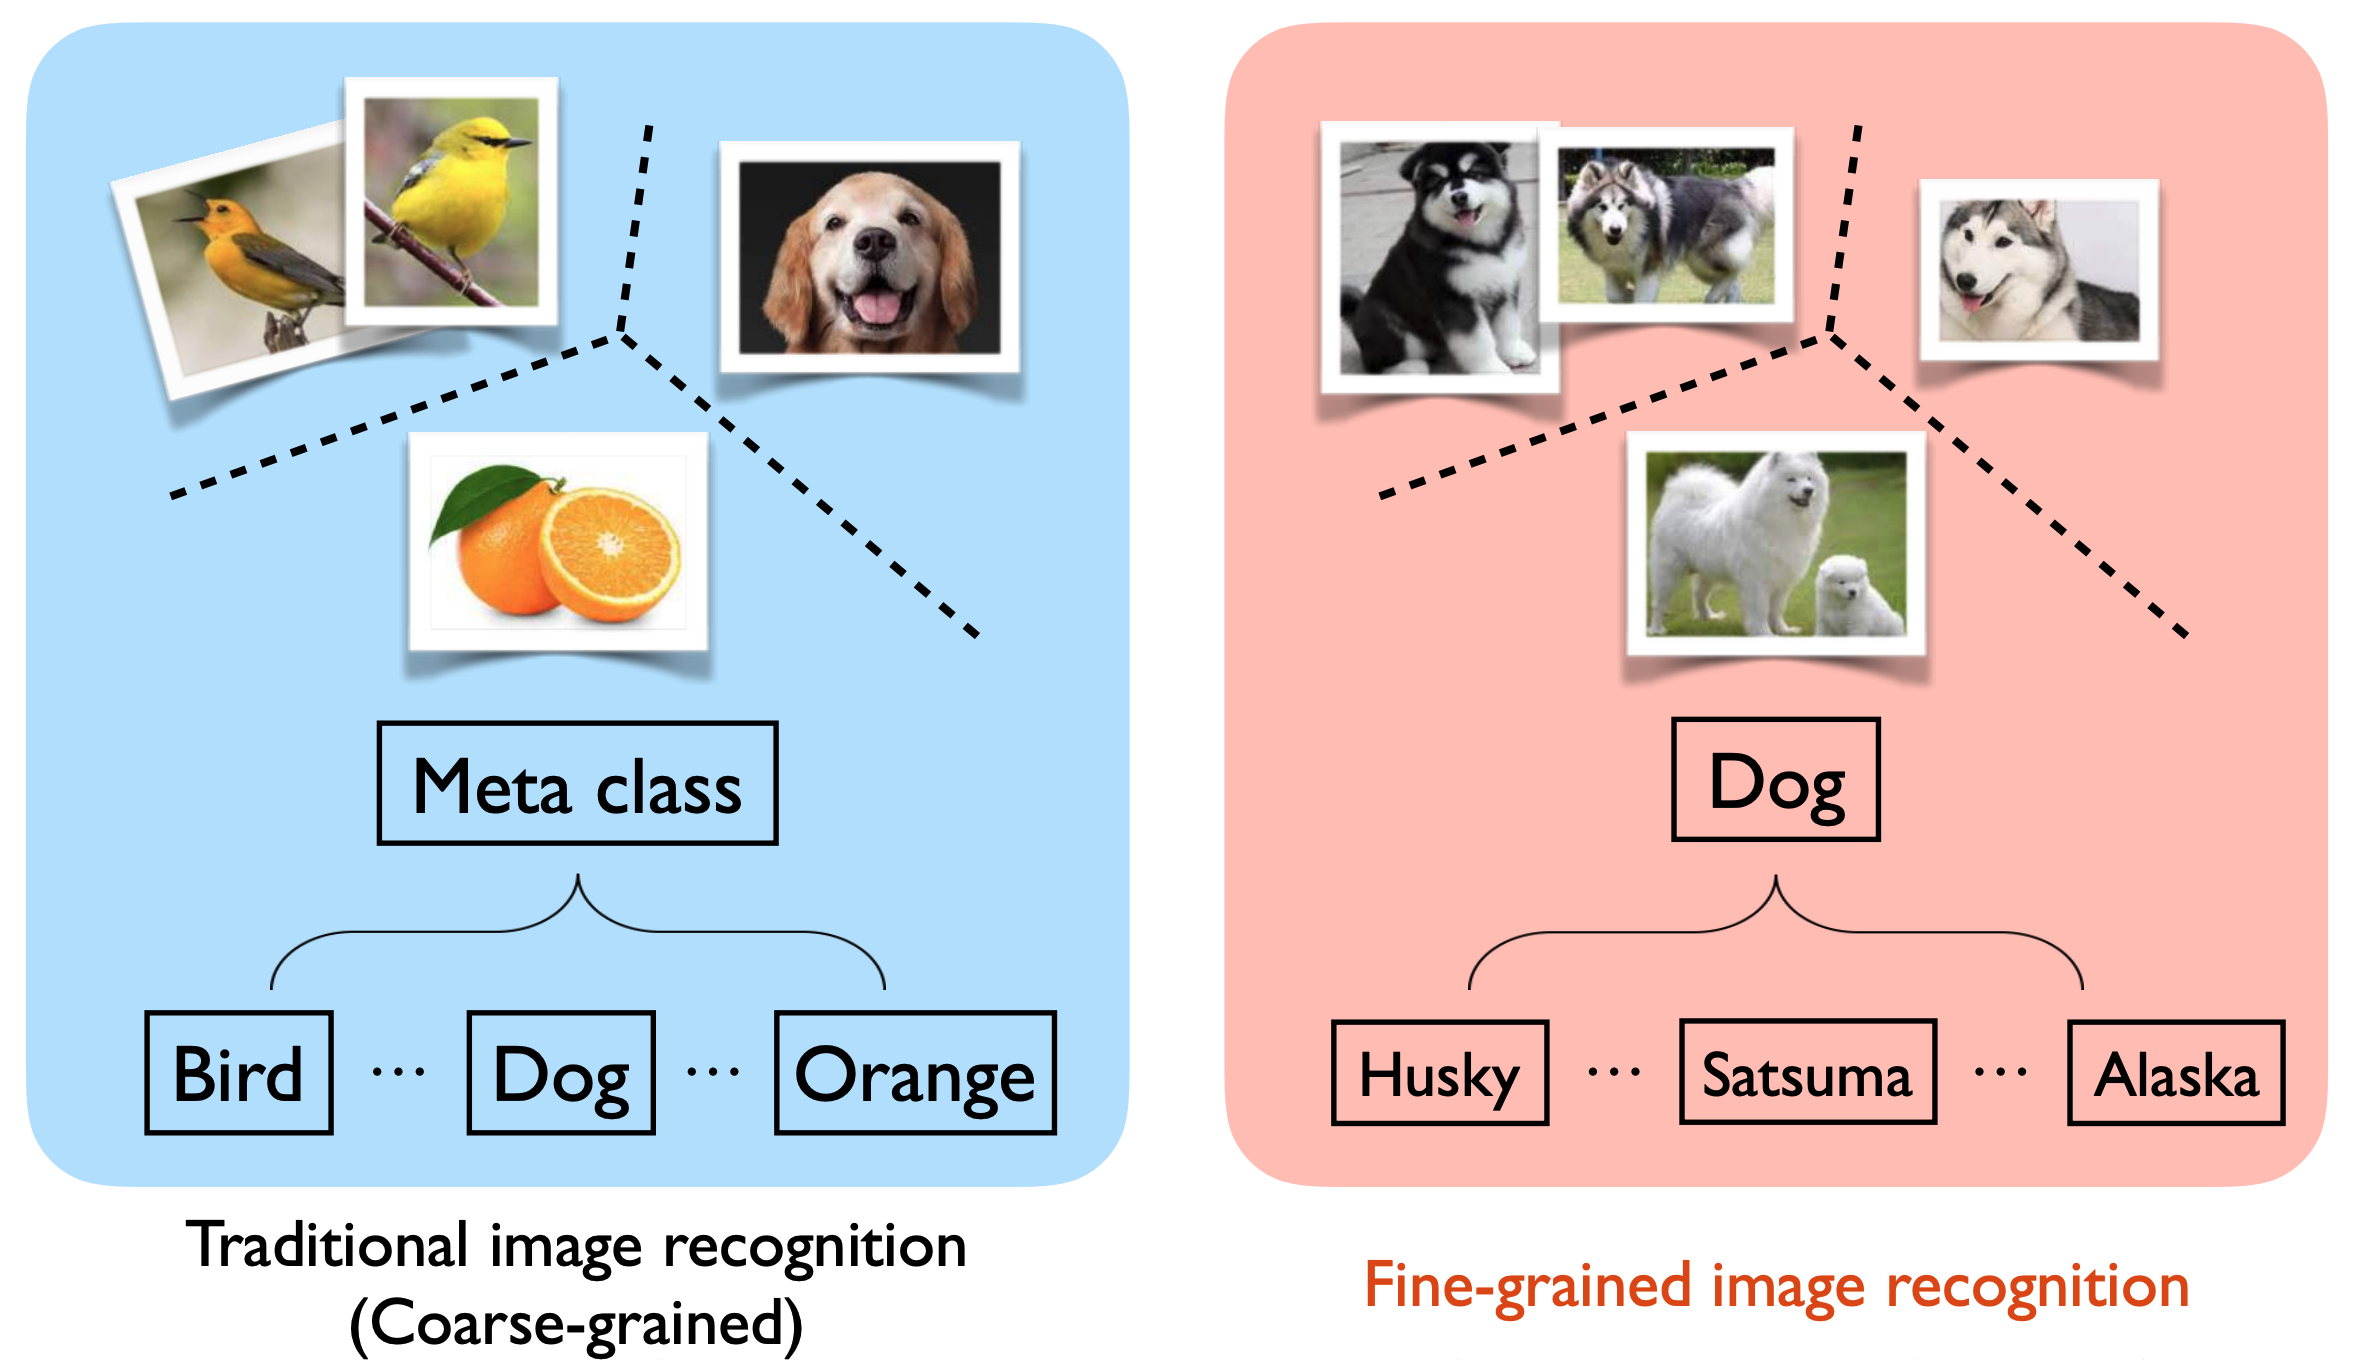 Meta class
Bird ... Dog ... Orange
Traditional image recognition
(Coarse-grained)
Dog
Husky ... Satsuma ... Alaska
Fine-grained image recognition